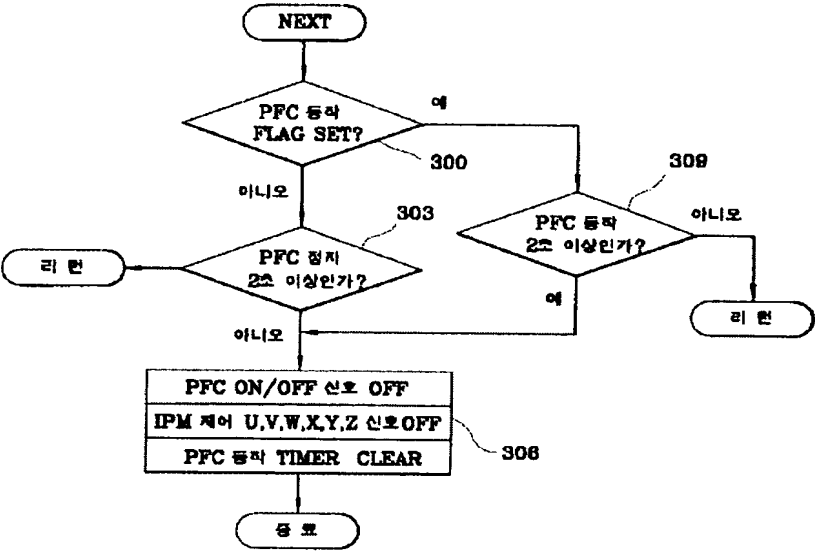 NEXT
PFC 동작
FLAG SET?
예
300
아니오
309
303
PFC 동작
2초 이상인가?
아니오
PFC 정지
2초 이상인가?
리 턴
예
리 턴
아니오
PFC ON/OFF 신호 OFF
IPM 제어 U,V,W,X,Y,Z 신호OFF
306
PFC 동작 TIMER CLEAR
종 료